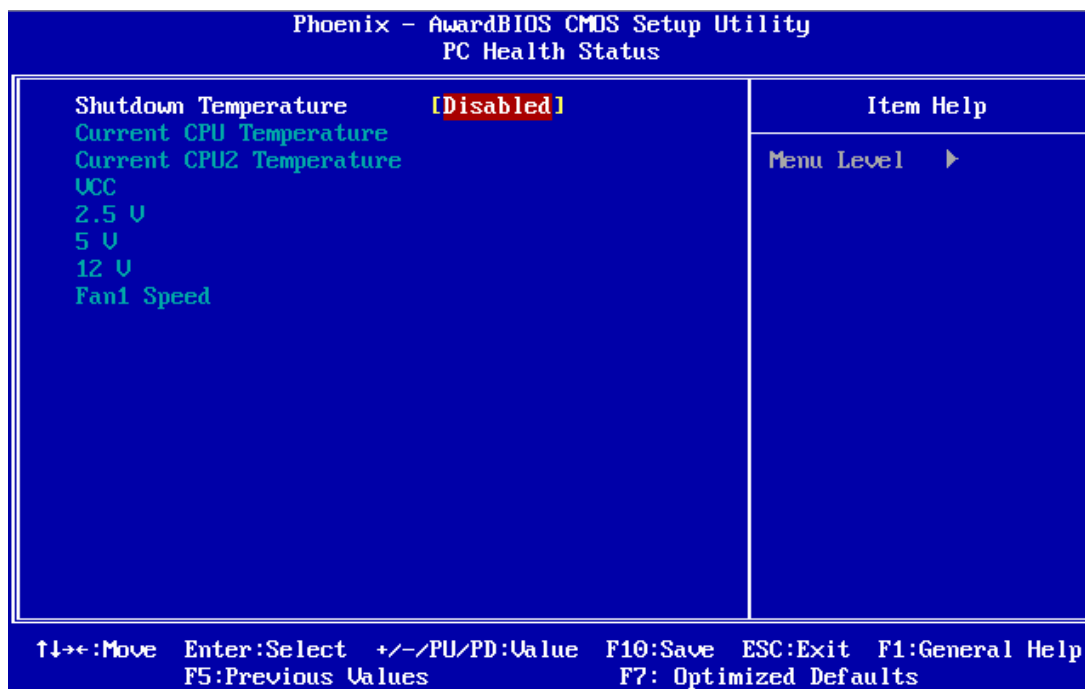 Phoenix - AwardBIOS CMOS Setup Utility
PC Health Status
Shutdown Temperature [Disabled]
Current CPU Temperature
Current CPU2 Temperature
VCC
2.5 V
5 V
12 V
Fan1 Speed
Item Help
Menu Level ►
↑↓→←:Move Enter:Select +/-/PU/PD:Value F10:Save ESC:Exit F1:General Help
F5:Previous Values F7: Optimized Defaults